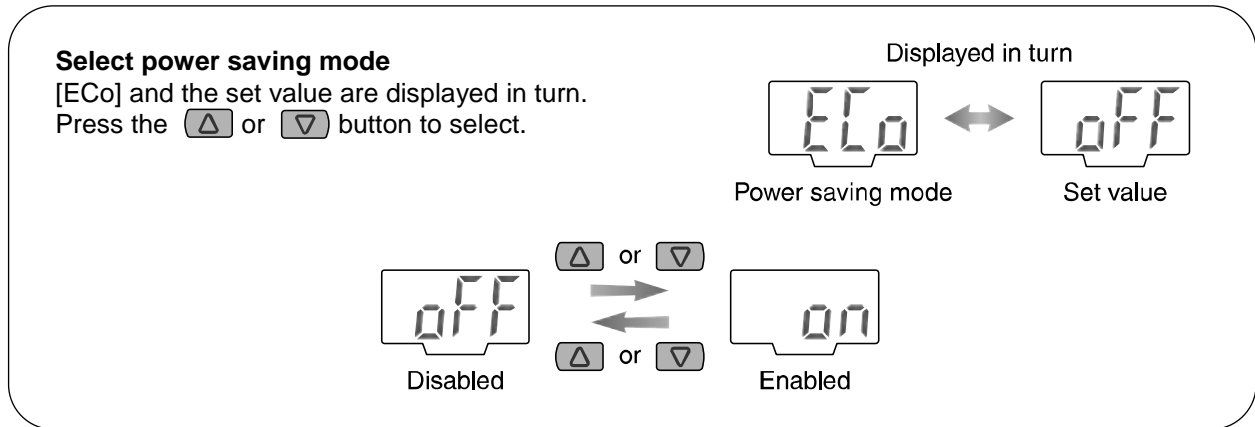 Select power saving mode
[ECo] and the set value are displayed in turn.
Press the △ or ▽ button to select.
Displayed in turn
ECo
oFF
Power saving mode
Set value
△ or ▽
oFF
on
△ or ▽
Disabled
Enabled